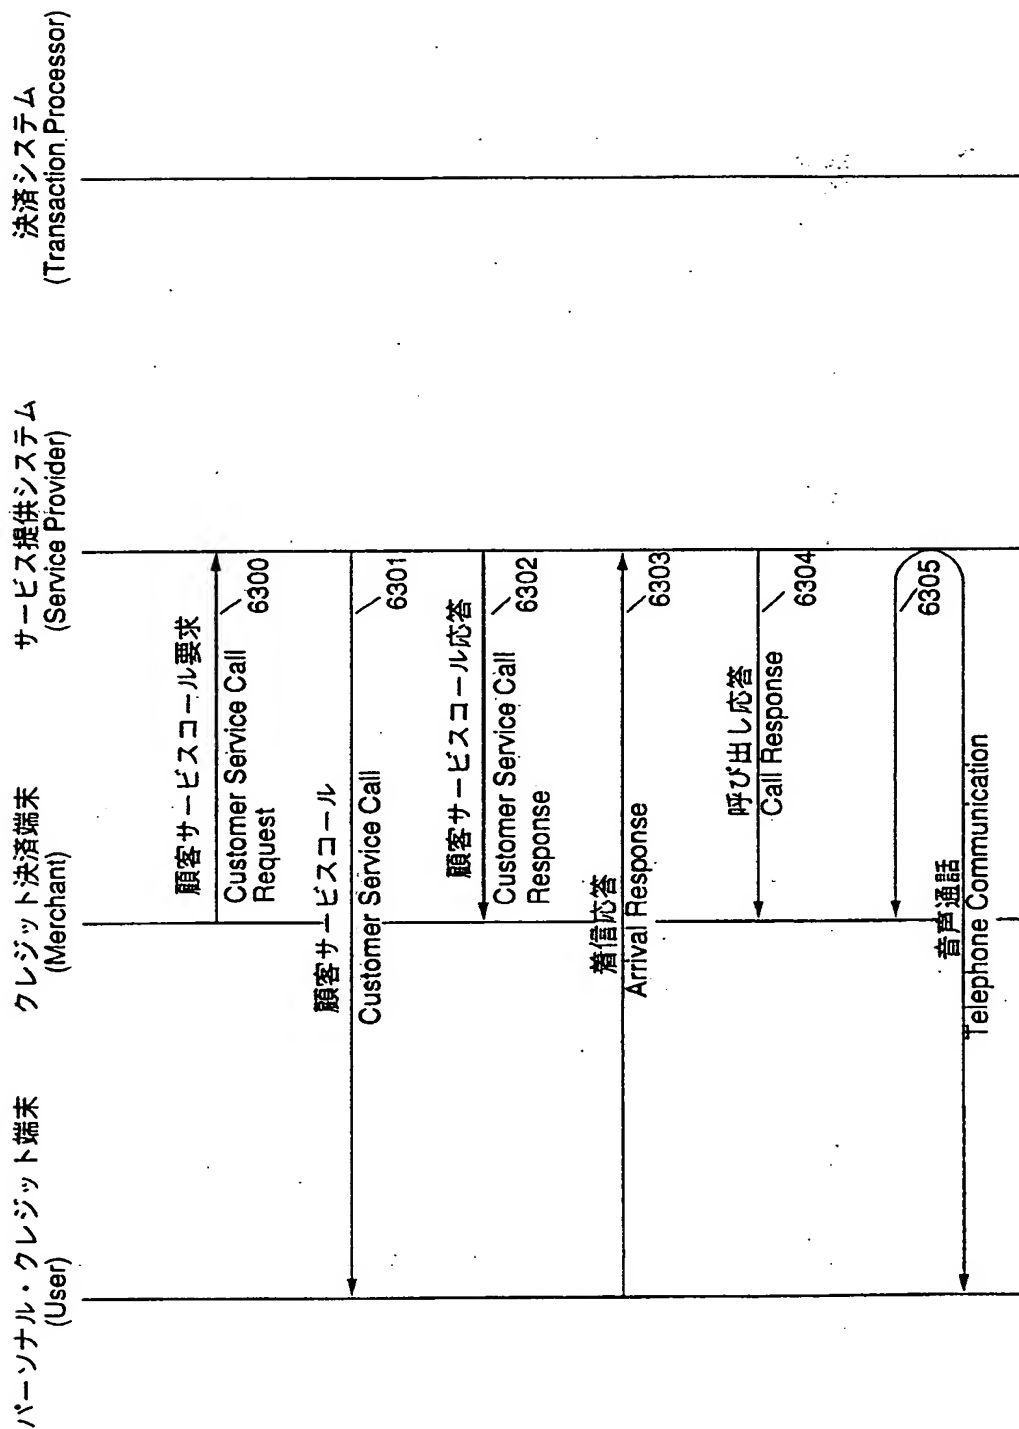 パーソナル・クレジット端末
(User)
クレジット決済端末
(Merchant)
サービス提供システム
(Service Provider)
決済システム
(Transaction Processor)
顧客サービスコール要求
Customer Service Call
Request
6300
顧客サービスコール
Customer Service Call
6301
顧客サービスコール応答
Customer Service Call
Response
6302
着信応答
Arrival Response
6303
呼び出し応答
Call Response
6304
音声通話
Telephone Communication
6305